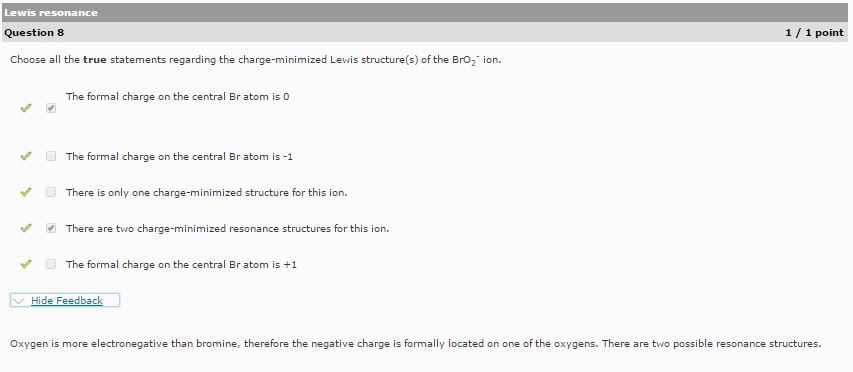 Lewis resonance
Question 8 1 / 1 point
Choose all the true statements regarding the charge-minimized Lewis structure(s) of the BrO₂⁻ ion.
The formal charge on the central Br atom is 0
The formal charge on the central Br atom is -1
There is only one charge-minimized structure for this ion.
There are two charge-minimized resonance structures for this ion.
The formal charge on the central Br atom is +1
Hide Feedback
Oxygen is more electronegative than bromine, therefore the negative charge is formally located on one of the oxygens. There are two possible resonance structures.